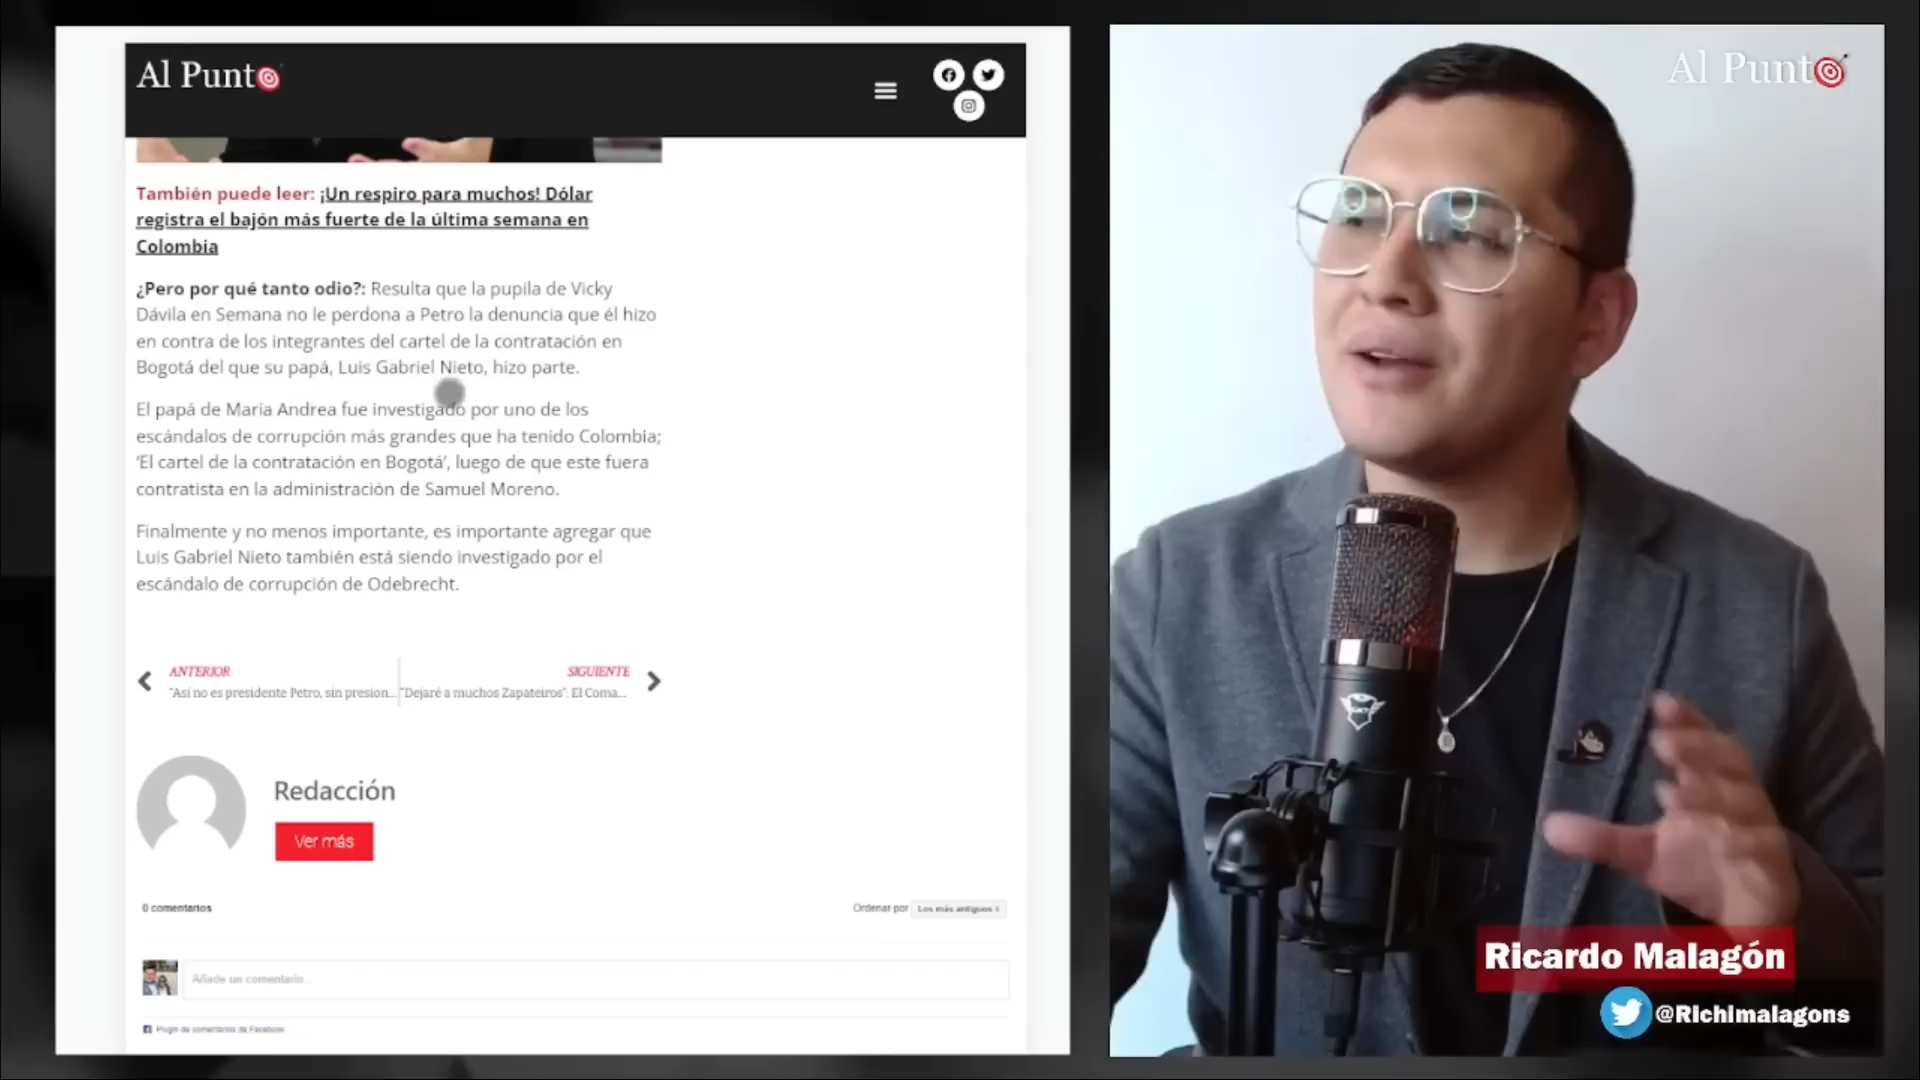 Al Punto
También puede leer: ¡Un respiro para muchos! Dólar
registra el bajón más fuerte de la última semana en
Colombia
¿Pero por qué tanto odio?: Resulta que la pupila de Vicky
Dávila en Semana no le perdona a Petro la denuncia que él hizo
en contra de los integrantes del cartel de la contratación en
Bogotá del que su papá, Luis Gabriel Nieto, hizo parte.
El papá de María Andrea fue investigado por uno de los
escándalos de corrupción más grandes que ha tenido Colombia;
‘El cartel de la contratación en Bogotá’, luego de que este fuera
contratista en la administración de Samuel Moreno.
Finalmente y no menos importante, es importante agregar que
Luis Gabriel Nieto también está siendo investigado por el
escándalo de corrupción de Odebrecht.
ANTERIOR
“Así no es presidente Petro, sin presion...
SIGUIENTE
“Dejaré a muchos Zapateiros”: El Coma...
Redacción
Ver más
0 comentarios
Ordenar por Los más antiguos
Añade un comentario...
Plugin de comentarios de Facebook
Al Punto
Ricardo Malagón
@Richimalagons